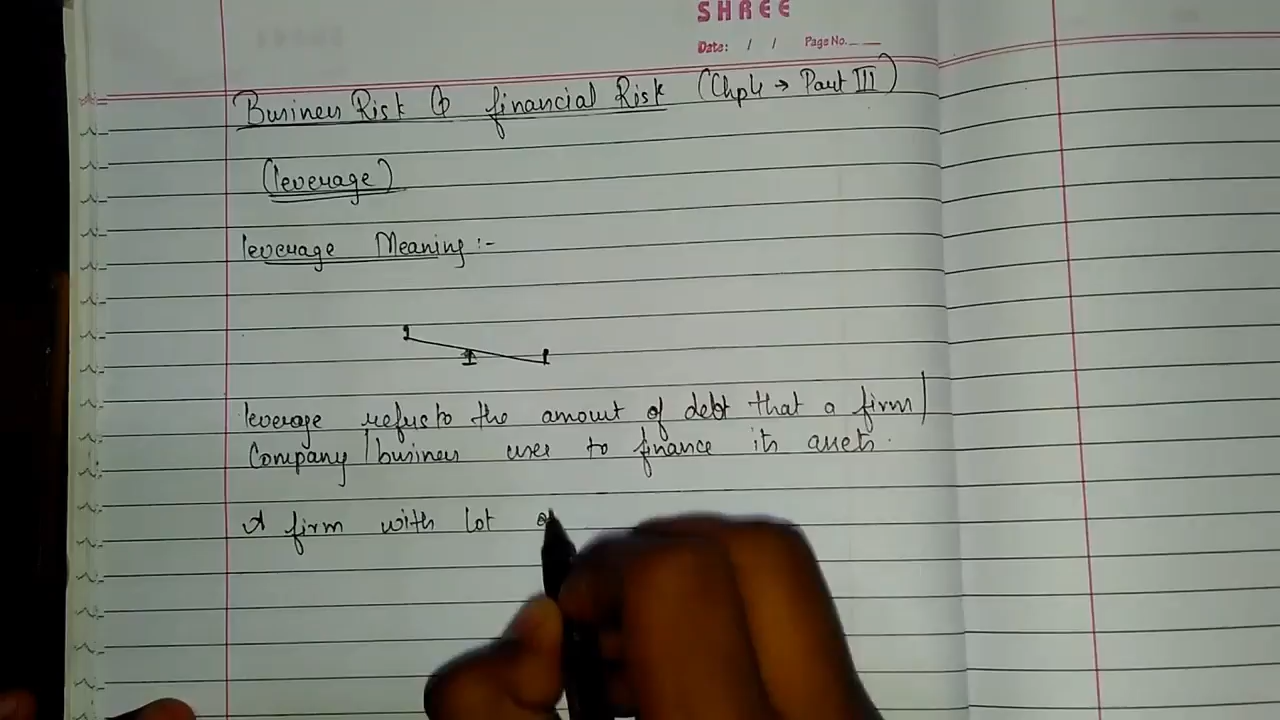 SHREE
Date: / / Page No.
Business Risk & financial Risk (Chp4 → Part III)
(leverage)
leverage Meaning :-
leverage refers to the amount of debt that a firm/
Company/business uses to finance its assets.
A firm with lot